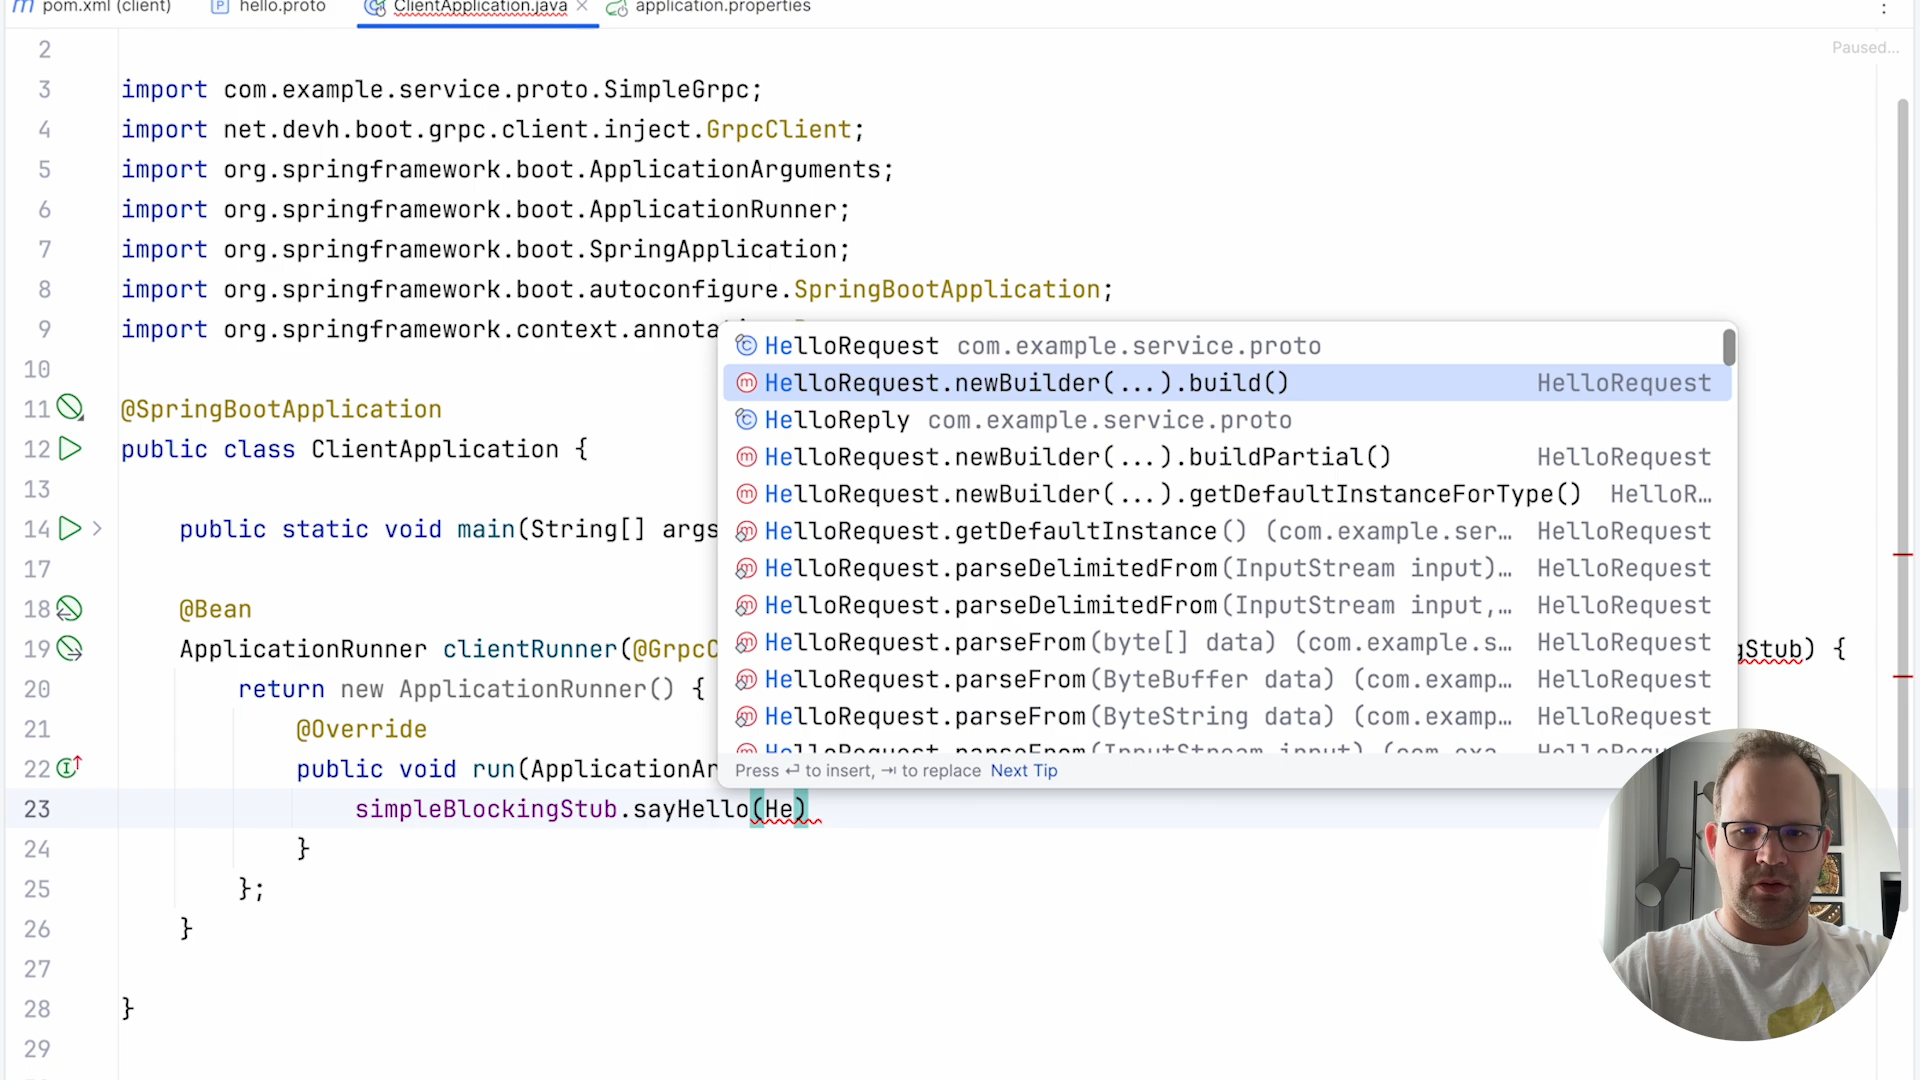 pom.xml (client) hello.proto ClientApplication.java application.properties
Paused...
2
3 import com.example.service.proto.SimpleGrpc;
4 import net.devh.boot.grpc.client.inject.GrpcClient;
5 import org.springframework.boot.ApplicationArguments;
6 import org.springframework.boot.ApplicationRunner;
7 import org.springframework.boot.SpringApplication;
8 import org.springframework.boot.autoconfigure.SpringBootApplication;
9 import org.springframework.context.annota
10
11 @SpringBootApplication
12 public class ClientApplication {
13
14 public static void main(String[] args
17
18 @Bean
19 ApplicationRunner clientRunner(@GrpcC gStub) {
20 return new ApplicationRunner() {
21 @Override
22 public void run(ApplicationAr
23 simpleBlockingStub.sayHello(He)
24 }
25 };
26 }
27
28 }
29
HelloRequest com.example.service.proto
HelloRequest.newBuilder(...).build() HelloRequest
HelloReply com.example.service.proto
HelloRequest.newBuilder(...).buildPartial() HelloRequest
HelloRequest.newBuilder(...).getDefaultInstanceForType() HelloR…
HelloRequest.getDefaultInstance() (com.example.ser… HelloRequest
HelloRequest.parseDelimitedFrom(InputStream input)… HelloRequest
HelloRequest.parseDelimitedFrom(InputStream input,… HelloRequest
HelloRequest.parseFrom(byte[] data) (com.example.s… HelloRequest
HelloRequest.parseFrom(ByteBuffer data) (com.examp… HelloRequest
HelloRequest.parseFrom(ByteString data) (com.examp… HelloRequest
HelloRequest.parseFrom(InputStream input) (com.exa… HelloRequest
Press ↵ to insert, ⇥ to replace Next Tip